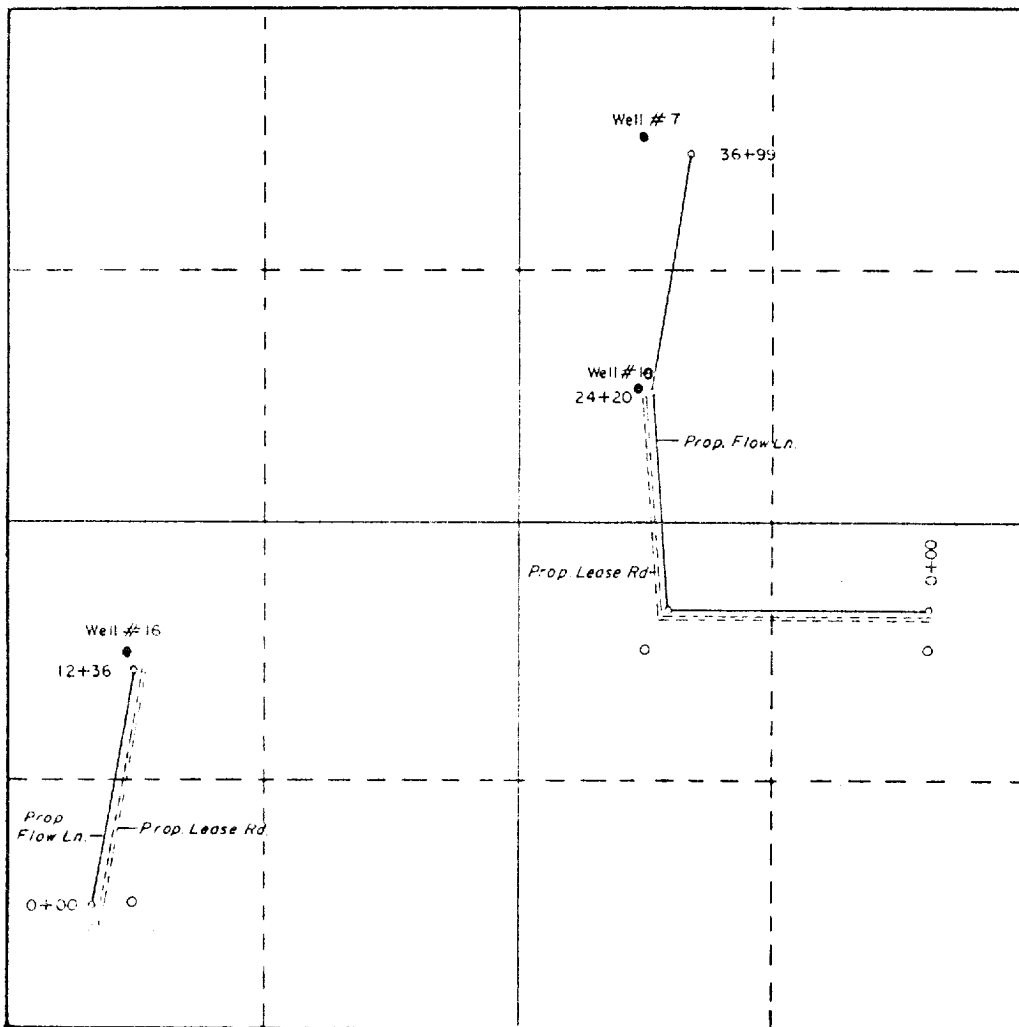 Well # 7
36+99
Well #
24+20
Prop. Flow Ln.
0+00
Prop. Lease Rd
Well # 16
12+36
Prop
Flow Ln.
Prop. Lease Rd.
0+00